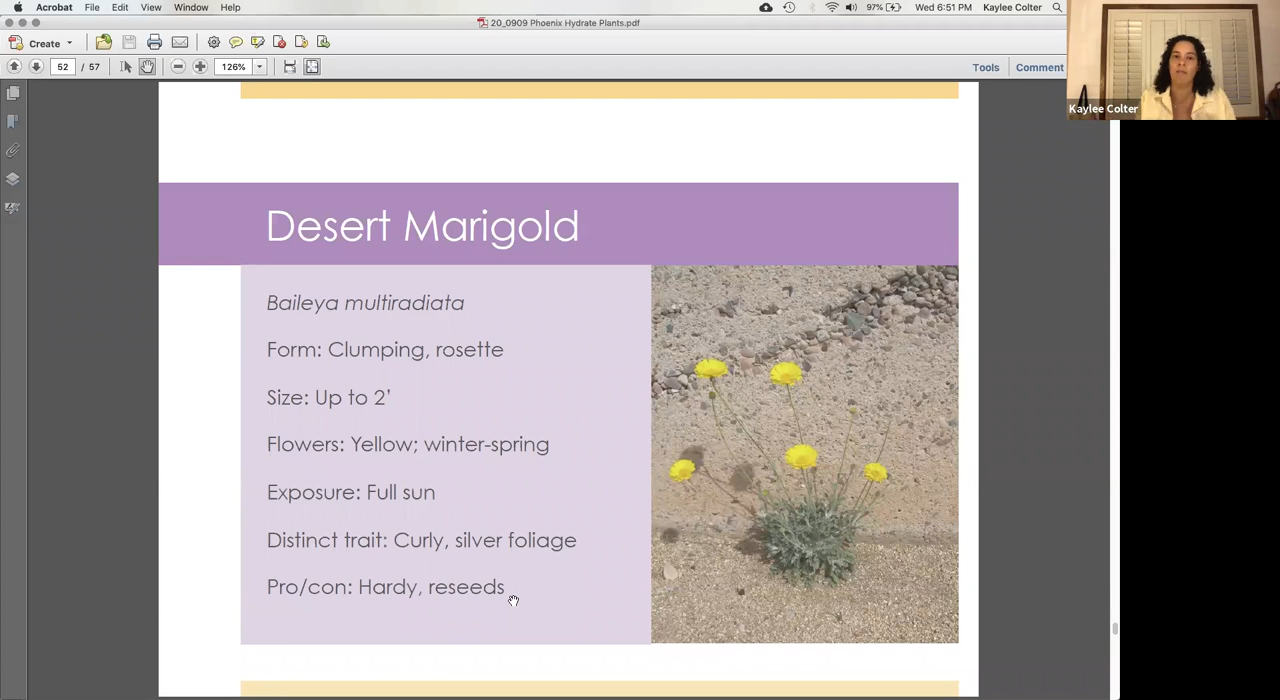 Acrobat File Edit View Window Help 97% Wed 6:51 PM Kaylee Colter
20_0909 Phoenix Hydrate Plants.pdf
Create
52 / 57 126% Tools Comment
Kaylee Colter
Desert Marigold
Baileya multiradiata
Form: Clumping, rosette
Size: Up to 2’
Flowers: Yellow; winter-spring
Exposure: Full sun
Distinct trait: Curly, silver foliage
Pro/con: Hardy, reseeds